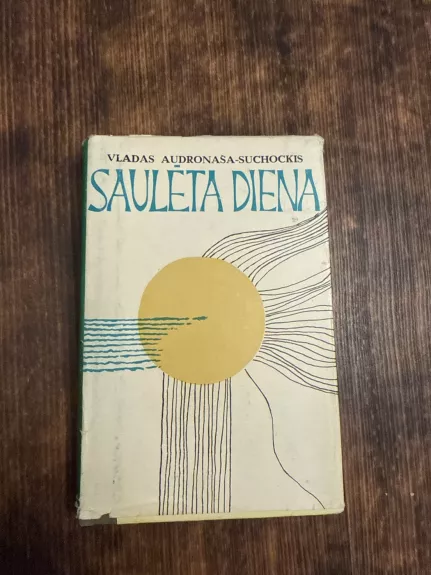 VLADAS AUDRONAŠA-SUCHOCKIS
SAULĖTA DIENA